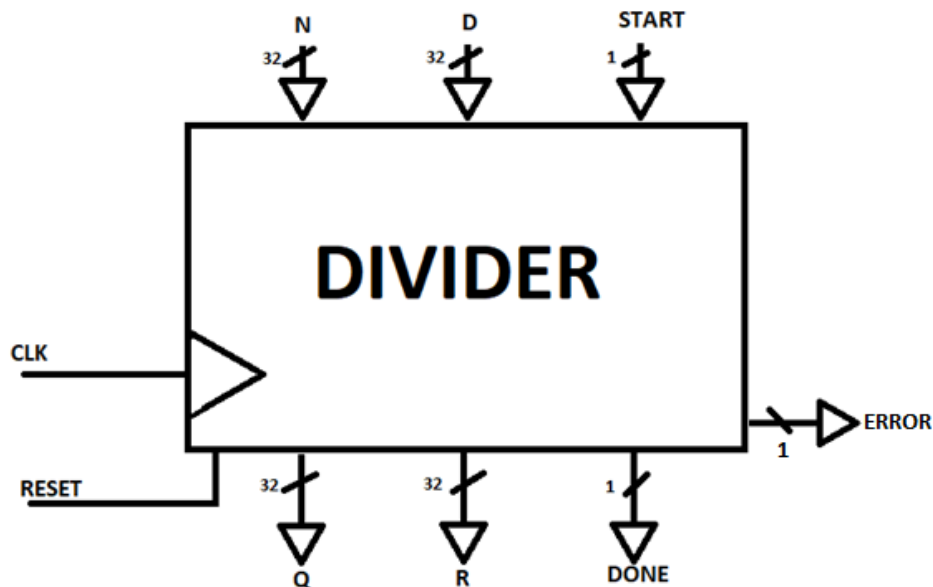 N D START
32 32 1
DIVIDER
CLK
ERROR
1
RESET
32 32 1
Q R DONE